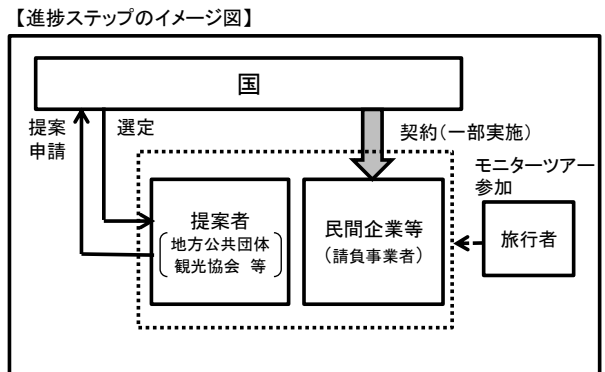 【進捗ステップのイメージ図】
国
提案
申請
選定
契約(一部実施)
モニターツアー
参加
提案者
地方公共団体
観光協会 等
民間企業等
(請負事業者)
旅行者